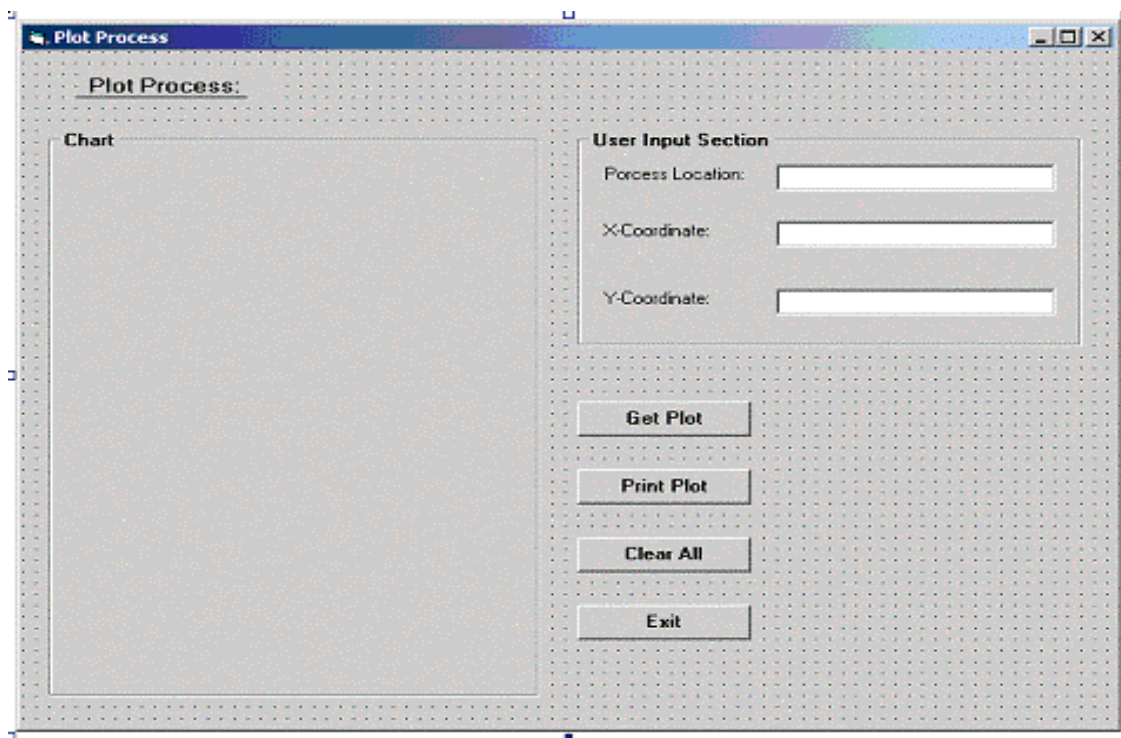 Plot Process
Plot Process:
Chart
User Input Section
Porcess Location:
X-Coordinate:
Y-Coordinate:
Get Plot
Print Plot
Clear All
Exit